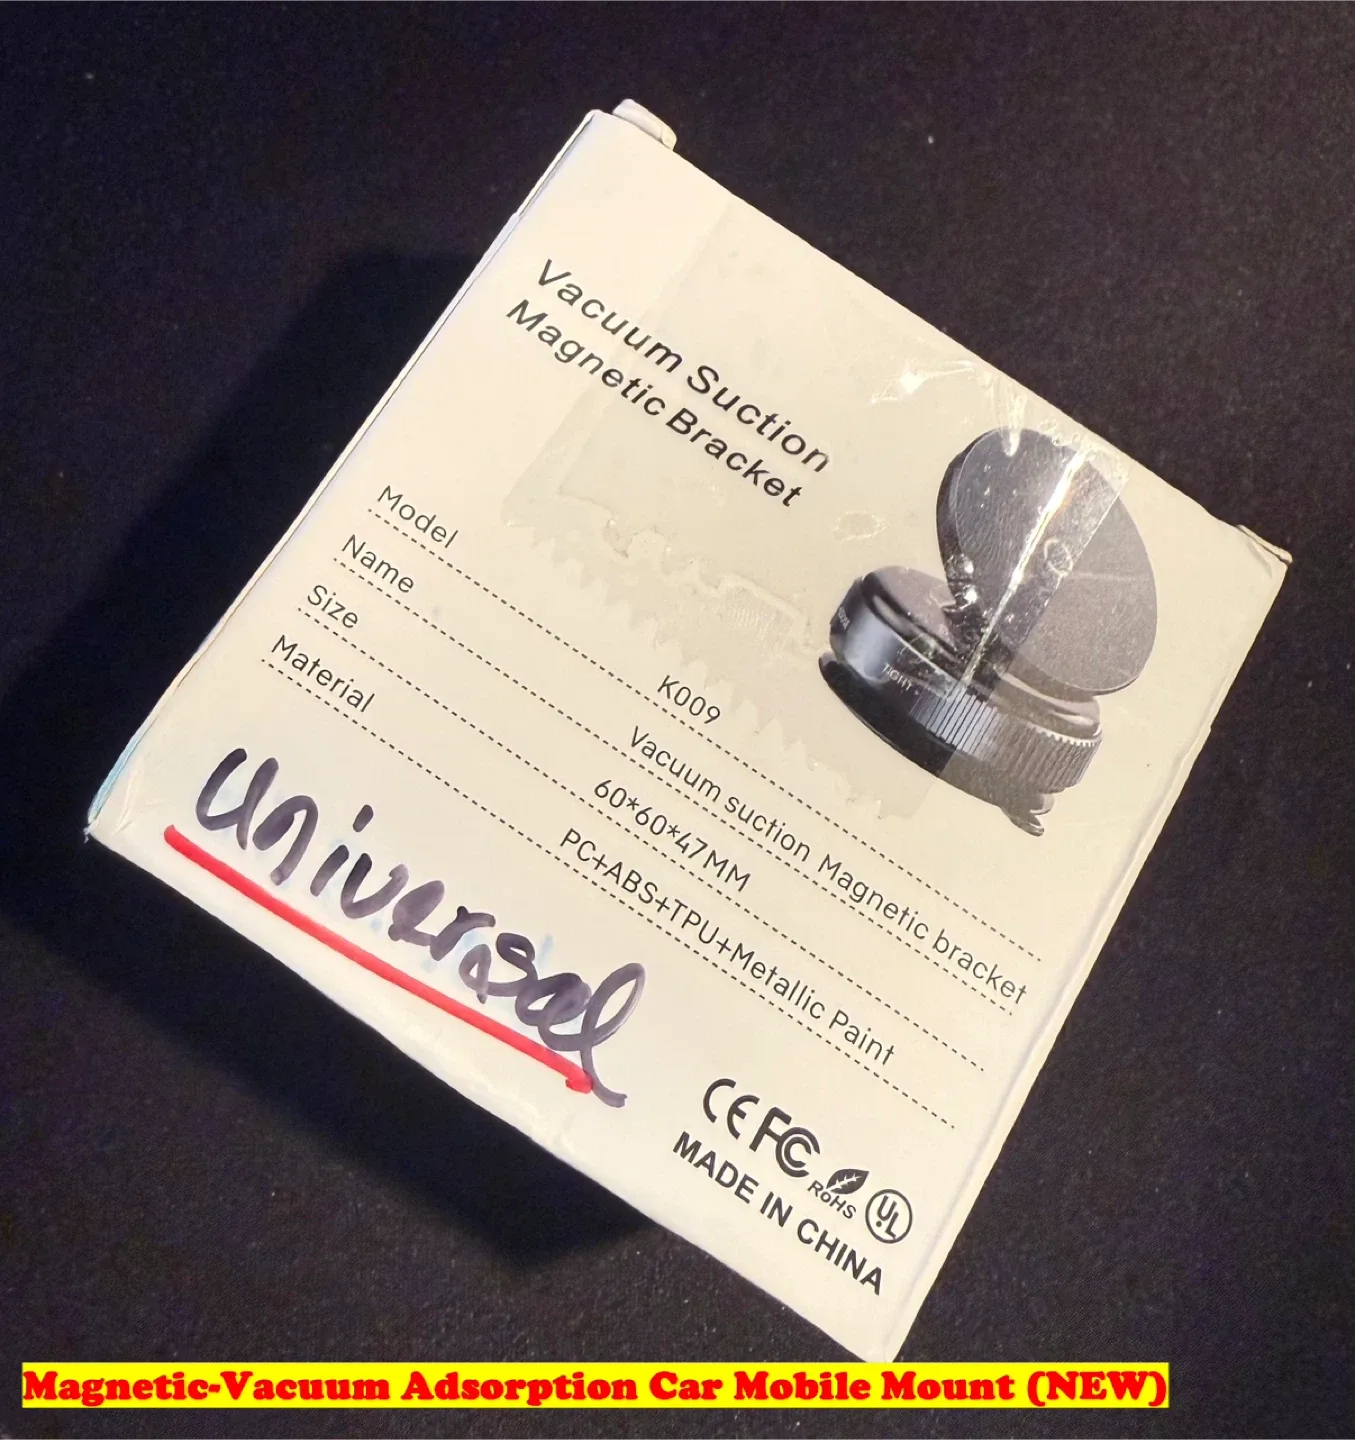 Vacuum Suction
Magnetic Bracket
TIGHT
Model K009
Name Vacuum suction Magnetic bracket
Size 60*60*47MM
Material PC+ABS+TPU+Metallic Paint
universal
CE FC RoHS UL
MADE IN CHINA
Magnetic-Vacuum Adsorption Car Mobile Mount (NEW)